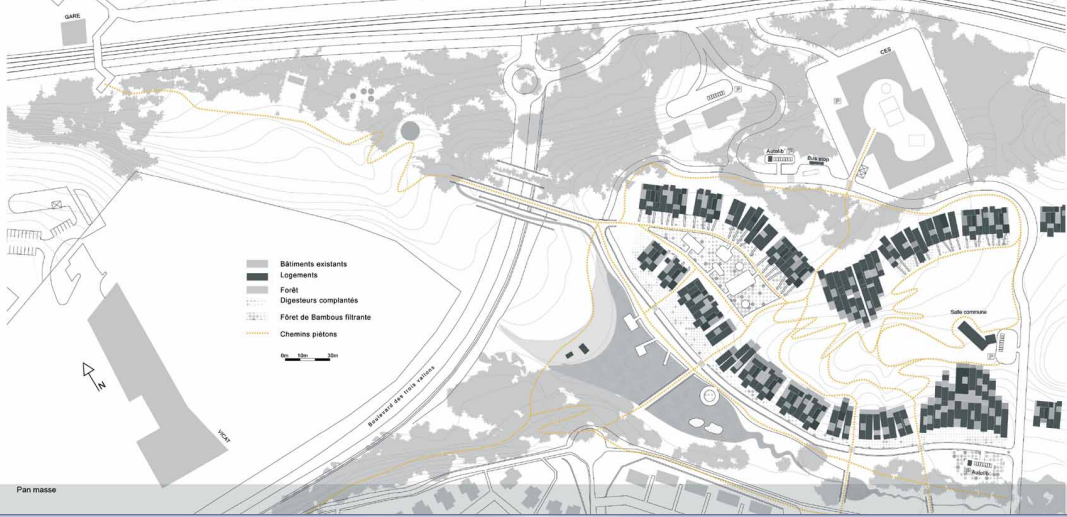 GARE
CES
P
Autolib' P
Bus stop
P
Bâtiments existants
Logements
Forêt
Digesteurs complantés
Fôret de Bambous filtrante
Chemins piètons
0m 10m 30m
Salle commune
P
N
Boulevard des trois vallons
VICAT
Autolib'
Pan masse